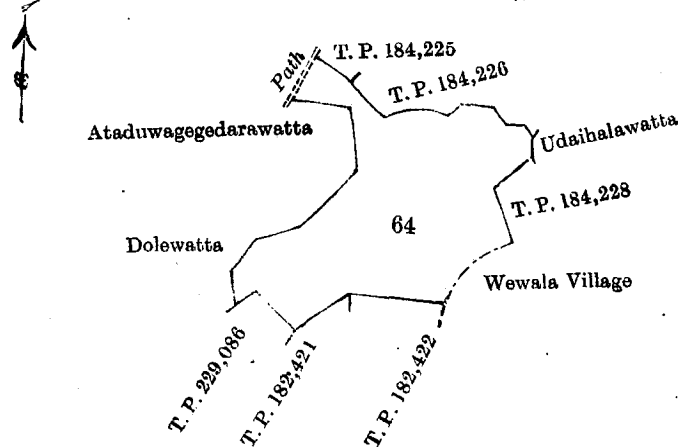 T. P. 184,225
Path
T. P. 184,226
Ataduwagegedarawatta
Udaihalawatta
T. P. 184,228
64
Dolewatta
Wewala Village
T. P. 229,086
T. P. 182,421
T. P. 182,422